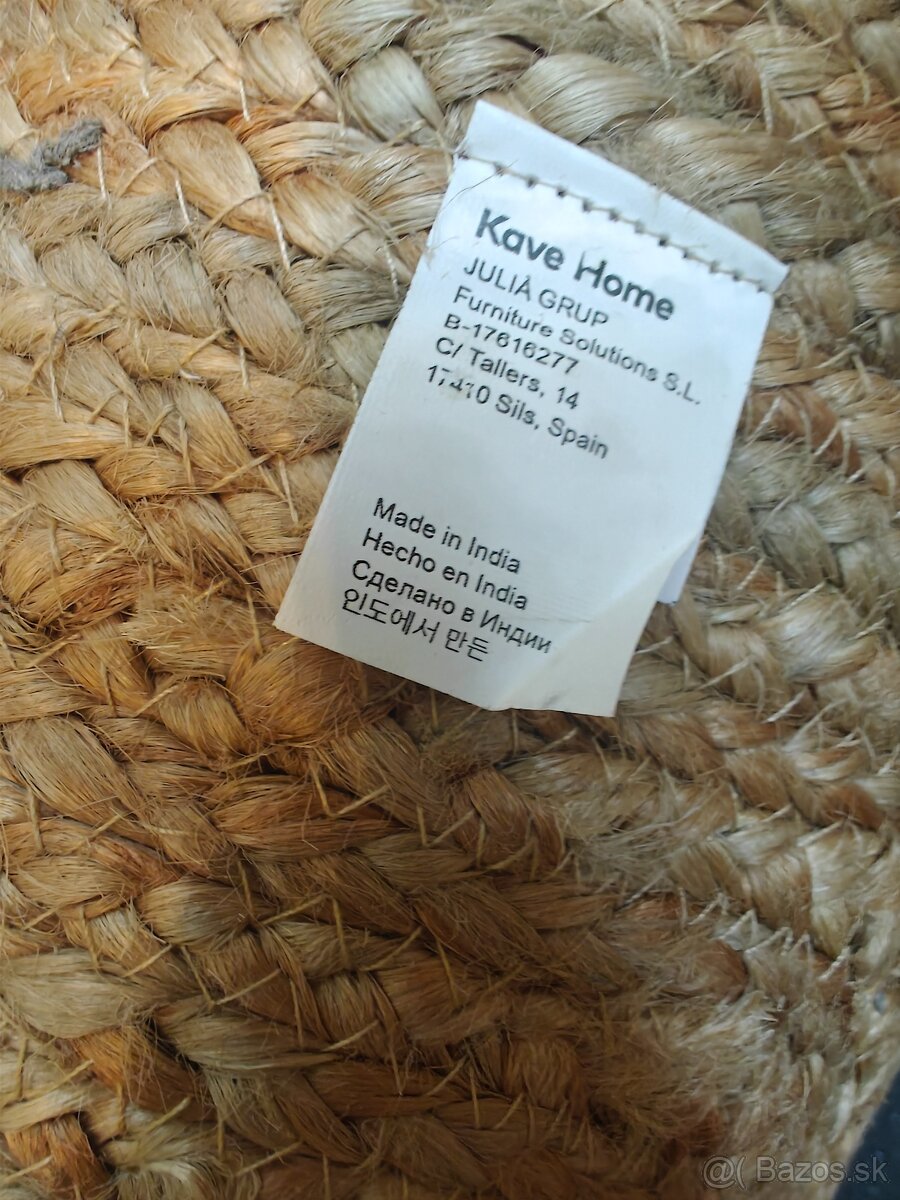 Kave Home
JULIÀ GRUP
Furniture Solutions S.L.
B-17616277
C/ Tallers, 14
Sils, Spain
Made in India
Hecho en India
Сделано в Индии
인도에서 만든
@( Bazos.sk